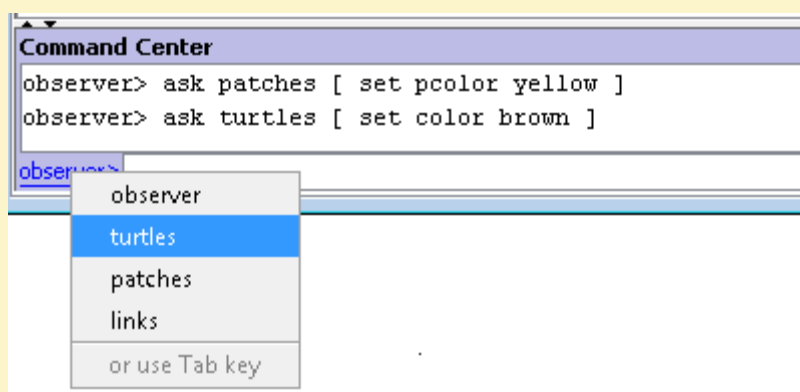 Command Center
observer> ask patches [ set pcolor yellow ]
observer> ask turtles [ set color brown ]
observer>
observer
turtles
patches
links
or use Tab key